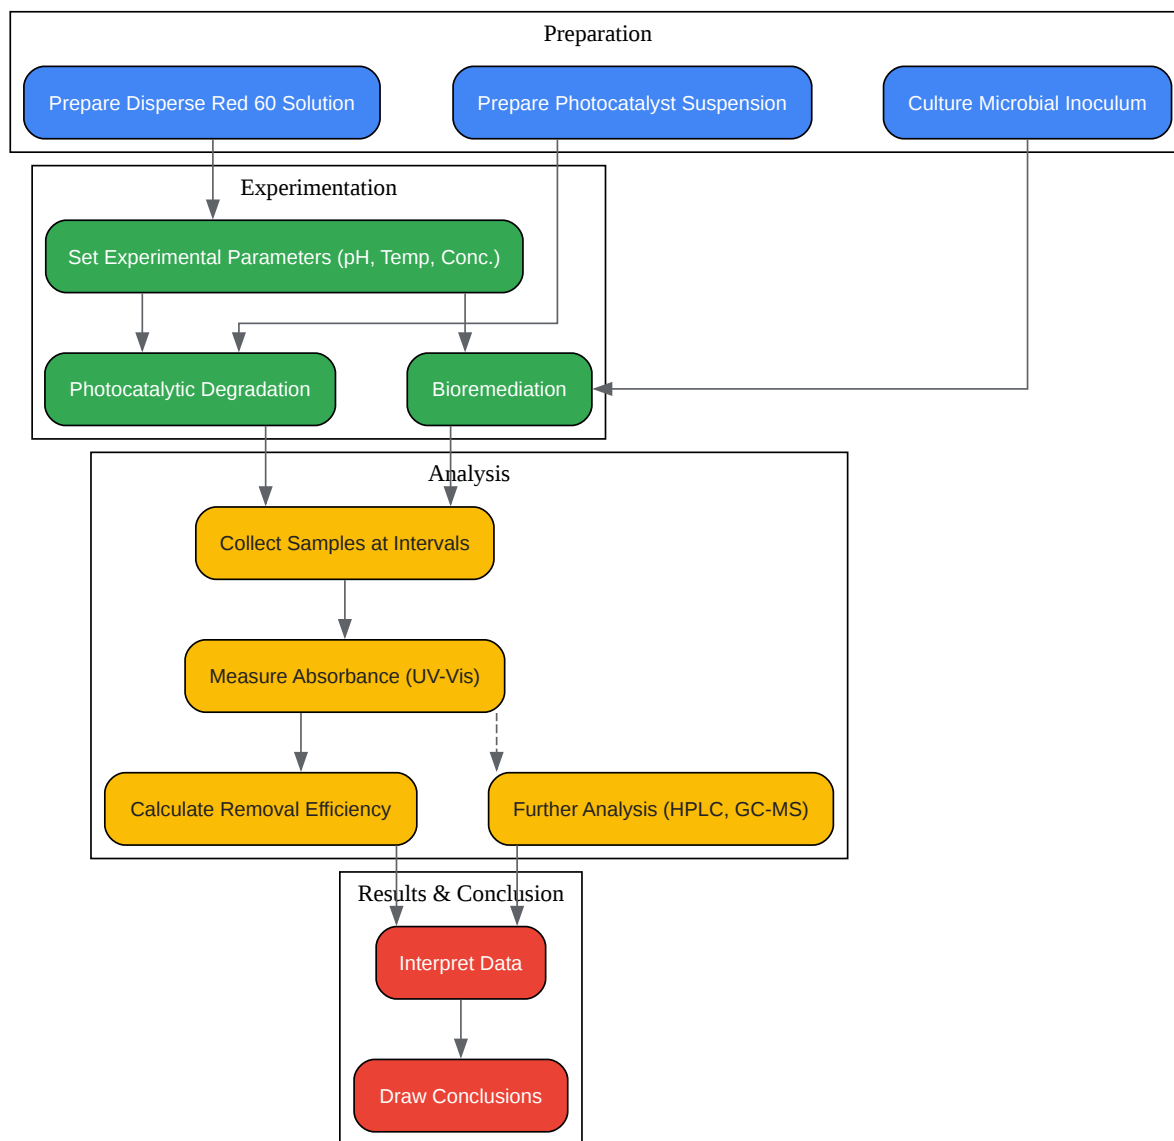 Preparation
Prepare Disperse Red 60 Solution
Prepare Photocatalyst Suspension
Culture Microbial Inoculum
Experimentation
Set Experimental Parameters (pH, Temp, Conc.)
Photocatalytic Degradation
Bioremediation
Analysis
Collect Samples at Intervals
Measure Absorbance (UV-Vis)
Calculate Removal Efficiency
Further Analysis (HPLC, GC-MS)
Results & Conclusion
Interpret Data
Draw Conclusions